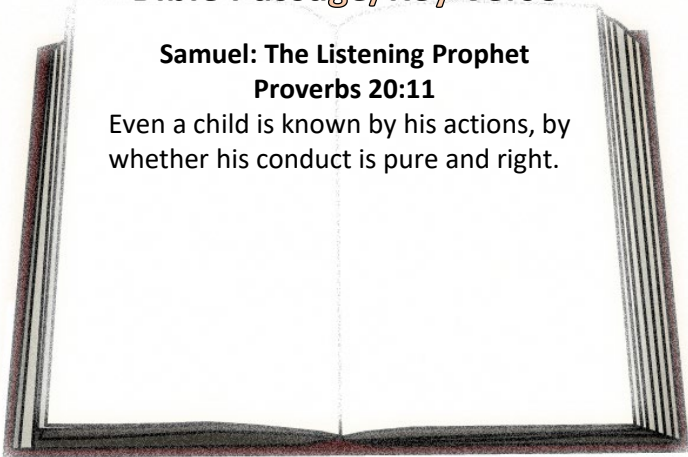 Samuel: The Listening Prophet
Proverbs 20:11
Even a child is known by his actions, by
whether his conduct is pure and right.